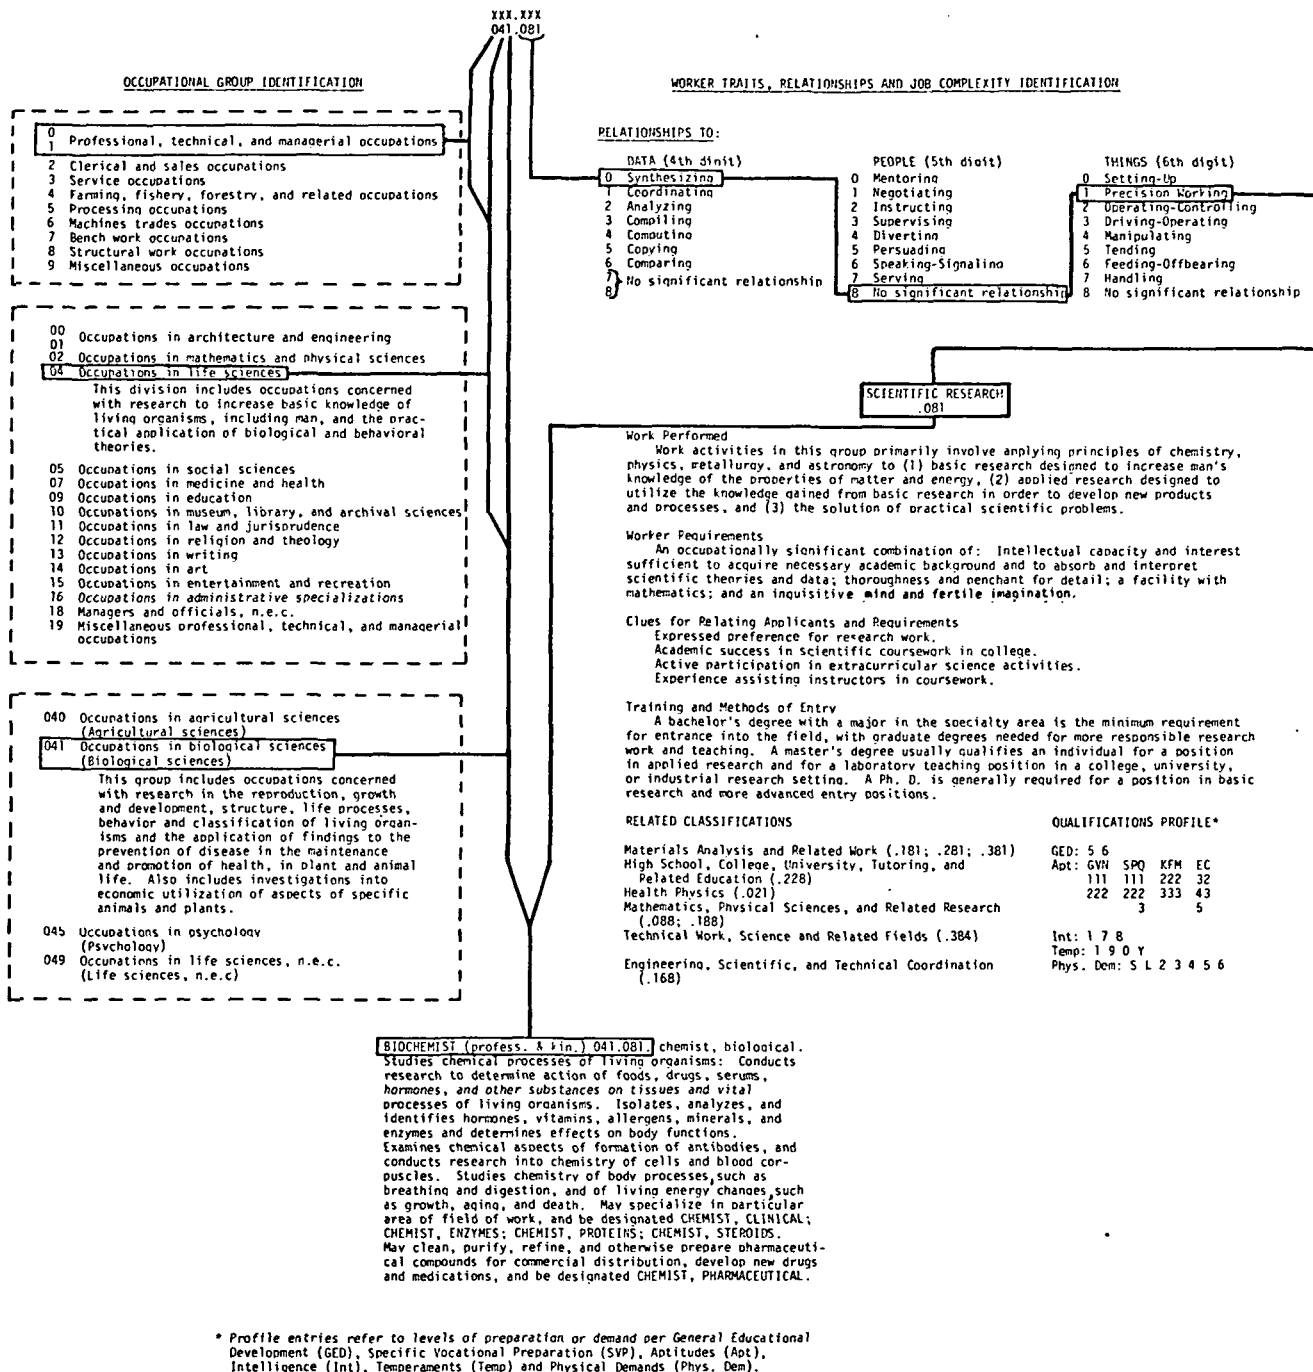 XXX.XXX
041.081
OCCUPATIONAL GROUP IDENTIFICATION
0
1 Professional, technical, and managerial occupations
2 Clerical and sales occupations
3 Service occupations
4 Farming, fishery, forestry, and related occupations
5 Processing occupations
6 Machines trades occupations
7 Bench work occupations
8 Structural work occupations
9 Miscellaneous occupations
00
01 Occupations in architecture and engineering
02 Occupations in mathematics and physical sciences
04 Occupations in life sciences
This division includes occupations concerned
with research to increase basic knowledge of
living organisms, including man, and the prac-
tical application of biological and behavioral
theories.
05 Occupations in social sciences
07 Occupations in medicine and health
09 Occupations in education
10 Occupations in museum, library, and archival sciences
11 Occupations in law and jurisprudence
12 Occupations in religion and theology
13 Occupations in writing
14 Occupations in art
15 Occupations in entertainment and recreation
16 Occupations in administrative specializations
18 Managers and officials, n.e.c.
19 Miscellaneous professional, technical, and managerial
occupations
040 Occupations in agricultural sciences
(Agricultural sciences)
041 Occupations in biological sciences
(Biological sciences)
This group includes occupations concerned
with research in the reproduction, growth
and development, structure, life processes,
behavior and classification of living organ-
isms and the application of findings to the
prevention of disease in the maintenance
and promotion of health, in plant and animal
life. Also includes investigations into
economic utilization of aspects of specific
animals and plants.
045 Occupations in psychology
(Psychology)
049 Occupations in life sciences, n.e.c.
(Life sciences, n.e.c)
WORKER TRAITS, RELATIONSHIPS AND JOB COMPLEXITY IDENTIFICATION
RELATIONSHIPS TO:
DATA (4th digit)
0 Synthesizing
1 Coordinating
2 Analyzing
3 Compiling
4 Computing
5 Copying
6 Comparing
7
8 } No significant relationship
PEOPLE (5th digit)
0 Mentoring
1 Negotiating
2 Instructing
3 Supervising
4 Diverting
5 Persuading
6 Speaking-Signaling
7 Serving
8 No significant relationship
THINGS (6th digit)
0 Setting-Up
1 Precision Working
2 Operating-Controlling
3 Driving-Operating
4 Manipulating
5 Tending
6 Feeding-Offbearing
7 Handling
8 No significant relationship
SCIENTIFIC RESEARCH
.081
Work Performed
Work activities in this group primarily involve applying principles of chemistry,
physics, metallurgy, and astronomy to (1) basic research designed to increase man's
knowledge of the properties of matter and energy, (2) applied research designed to
utilize the knowledge gained from basic research in order to develop new products
and processes, and (3) the solution of practical scientific problems.
Worker Requirements
An occupationally significant combination of: Intellectual capacity and interest
sufficient to acquire necessary academic background and to absorb and interpret
scientific theories and data; thoroughness and penchant for detail; a facility with
mathematics; and an inquisitive mind and fertile imagination.
Clues for Relating Applicants and Requirements
Expressed preference for research work.
Academic success in scientific coursework in college.
Active participation in extracurricular science activities.
Experience assisting instructors in coursework.
Training and Methods of Entry
A bachelor's degree with a major in the specialty area is the minimum requirement
for entrance into the field, with graduate degrees needed for more responsible research
work and teaching. A master's degree usually qualifies an individual for a position
in applied research and for a laboratory teaching position in a college, university,
or industrial research setting. A Ph. D. is generally required for a position in basic
research and more advanced entry positions.
RELATED CLASSIFICATIONS
Materials Analysis and Related Work (.181; .281; .381)
High School, College, University, Tutoring, and
Related Education (.228)
Health Physics (.021)
Mathematics, Physical Sciences, and Related Research
(.088; .188)
Technical Work, Science and Related Fields (.384)
Engineering, Scientific, and Technical Coordination
(.168)
QUALIFICATIONS PROFILE*
GED: 5 6
Apt: GVN SPQ KFM EC
111 111 222 32
222 222 333 43
3 5
Int: 1 7 8
Temp: 1 9 0 Y
Phys. Dem: S L 2 3 4 5 6
BIOCHEMIST (profess. & kin.) 041.081. chemist, biological.
Studies chemical processes of living organisms: Conducts
research to determine action of foods, drugs, serums,
hormones, and other substances on tissues and vital
processes of living organisms. Isolates, analyzes, and
identifies hormones, vitamins, allergens, minerals, and
enzymes and determines effects on body functions.
Examines chemical aspects of formation of antibodies, and
conducts research into chemistry of cells and blood cor-
puscles. Studies chemistry of body processes, such as
breathing and digestion, and of living energy changes, such
as growth, aging, and death. May specialize in particular
area of field of work, and be designated CHEMIST, CLINICAL;
CHEMIST, ENZYMES; CHEMIST, PROTEINS; CHEMIST, STEROIDS.
May clean, purify, refine, and otherwise prepare pharmaceuti-
cal compounds for commercial distribution, develop new drugs
and medications, and be designated CHEMIST, PHARMACEUTICAL.
* Profile entries refer to levels of preparation or demand per General Educational
Development (GED), Specific Vocational Preparation (SVP), Aptitudes (Apt),
Intelligence (Int), Temperaments (Temp) and Physical Demands (Phys. Dem).